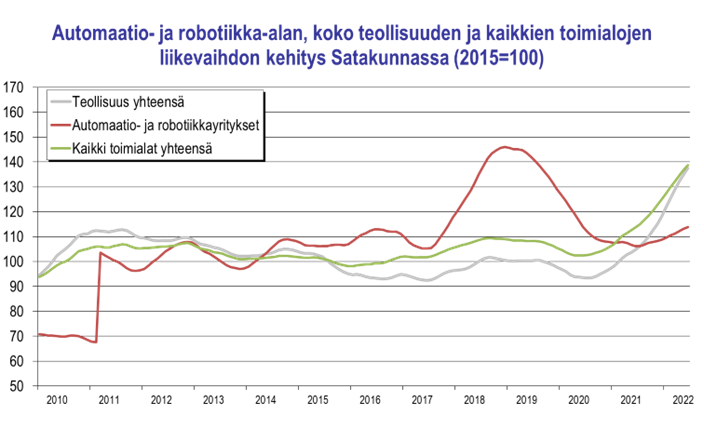 Automaatio- ja robotiikka-alan, koko teollisuuden ja kaikkien toimialojen
liikevaihdon kehitys Satakunnassa (2015=100)
170
160
150
140
130
120
110
100
90
80
70
60
50
Teollisuus yhteensä
Automaatio- ja robotiikkayritykset
Kaikki toimialat yhteensä
2010 2011 2012 2013 2014 2015 2016 2017 2018 2019 2020 2021 2022